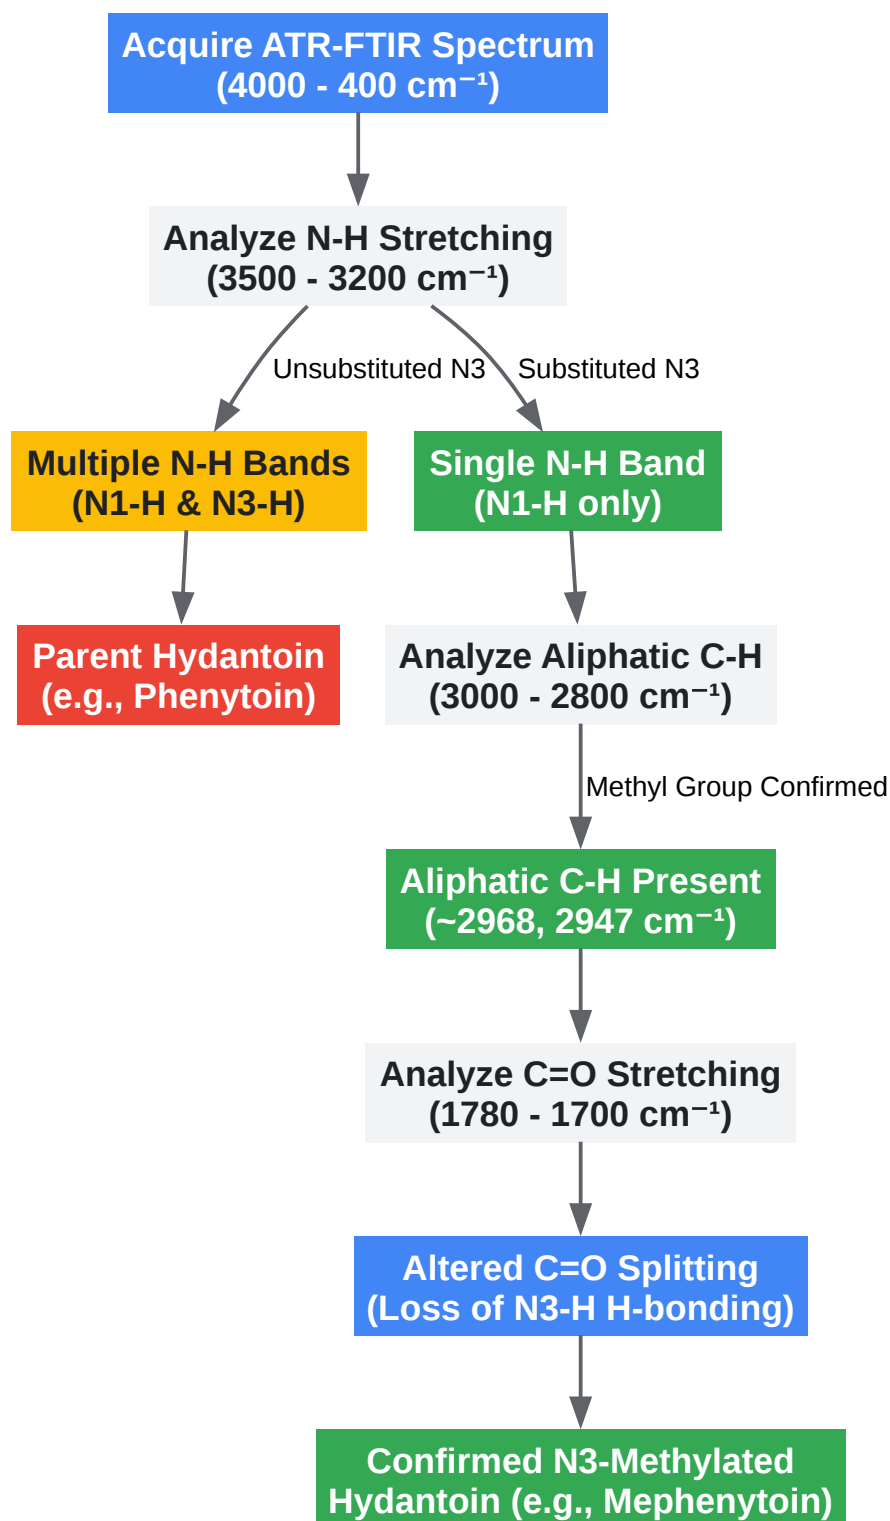 Acquire ATR-FTIR Spectrum
(4000 - 400 cm⁻¹)
Analyze N-H Stretching
(3500 - 3200 cm⁻¹)
Unsubstituted N3
Substituted N3
Multiple N-H Bands
(N1-H & N3-H)
Single N-H Band
(N1-H only)
Parent Hydantoin
(e.g., Phenytoin)
Analyze Aliphatic C-H
(3000 - 2800 cm⁻¹)
Methyl Group Confirmed
Aliphatic C-H Present
(~2968, 2947 cm⁻¹)
Analyze C=O Stretching
(1780 - 1700 cm⁻¹)
Altered C=O Splitting
(Loss of N3-H H-bonding)
Confirmed N3-Methylated
Hydantoin (e.g., Mephenytoin)